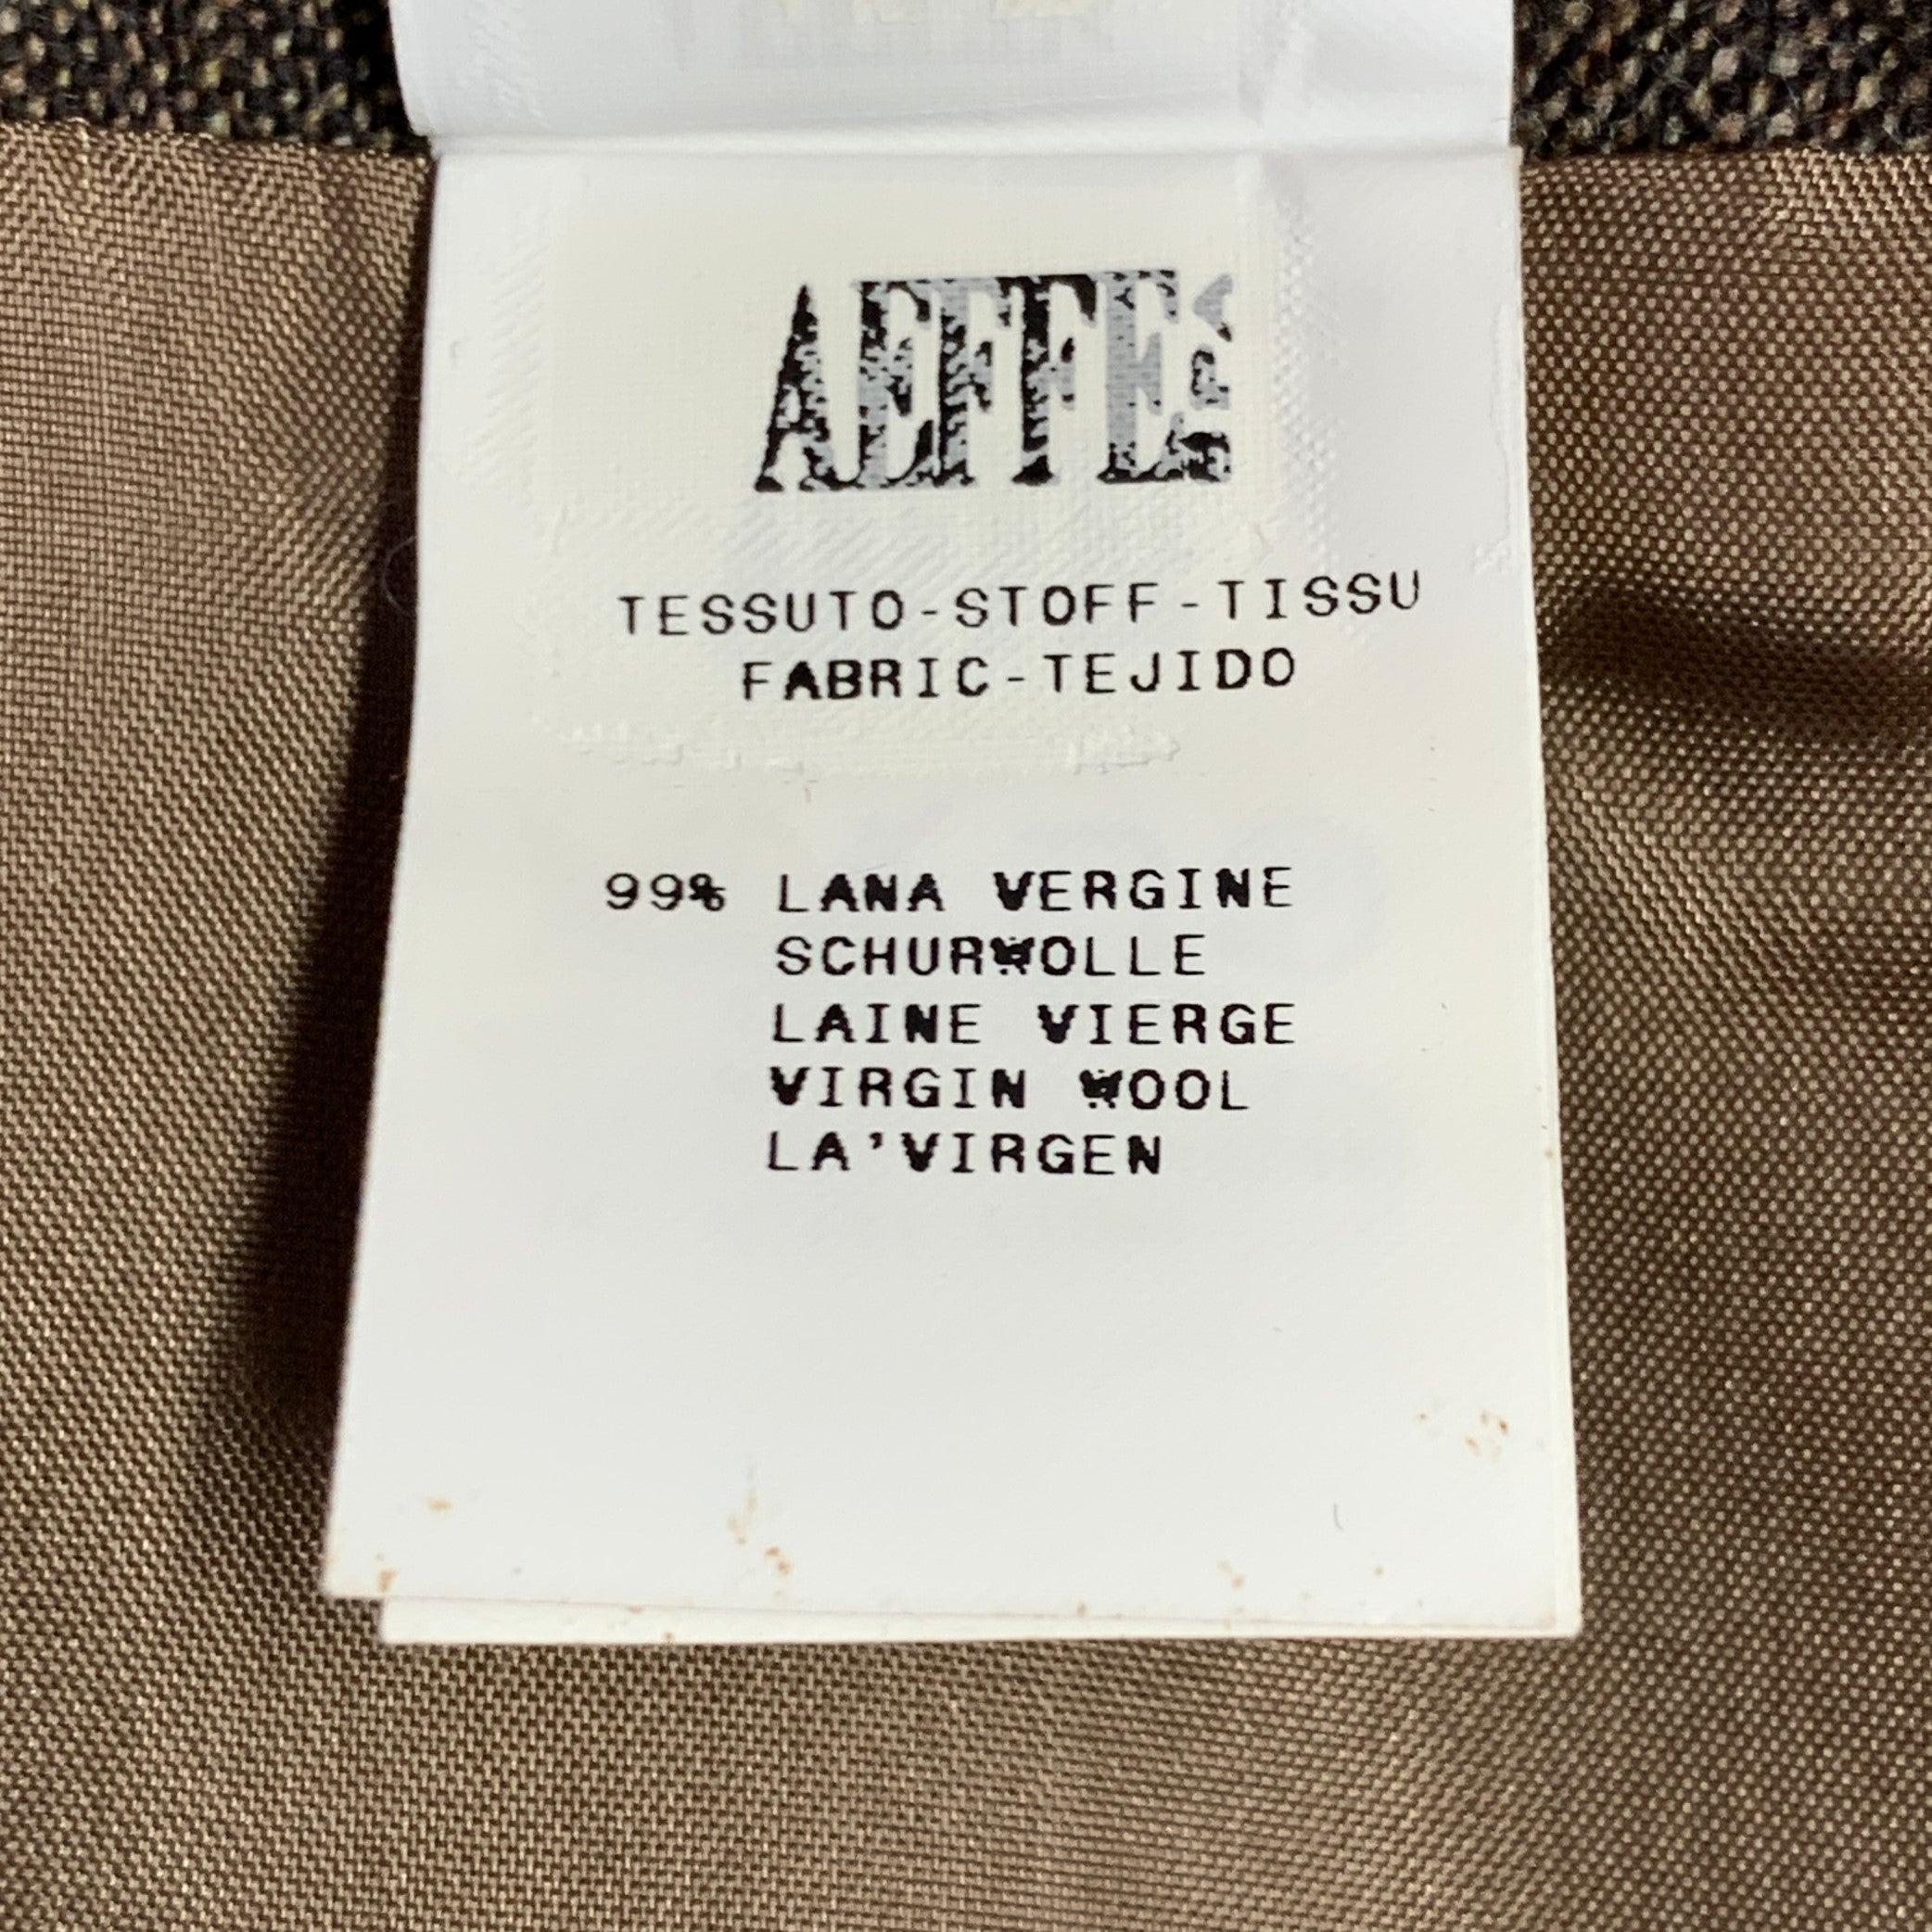 AEFFE
TESSUTO-STOFF-TISSU
FABRIC-TEJIDO
99% LANA VERGINE
SCHURWOLLE
LAINE VIERGE
VIRGIN WOOL
LA'VIRGEN